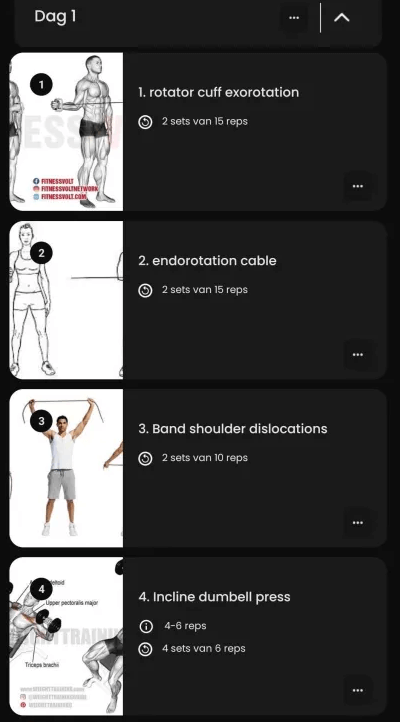 Dag 1
1
1. rotator cuff exorotation
2 sets van 15 reps
FITNESSVOLT
FITNESSVOLTNETWORK
FITNESSVOLT.COM
2
2. endorotation cable
2 sets van 15 reps
3
3. Band shoulder dislocations
2 sets van 10 reps
4
Upper pectoralis major
Triceps brachii
4. Incline dumbell press
4-6 reps
4 sets van 6 reps